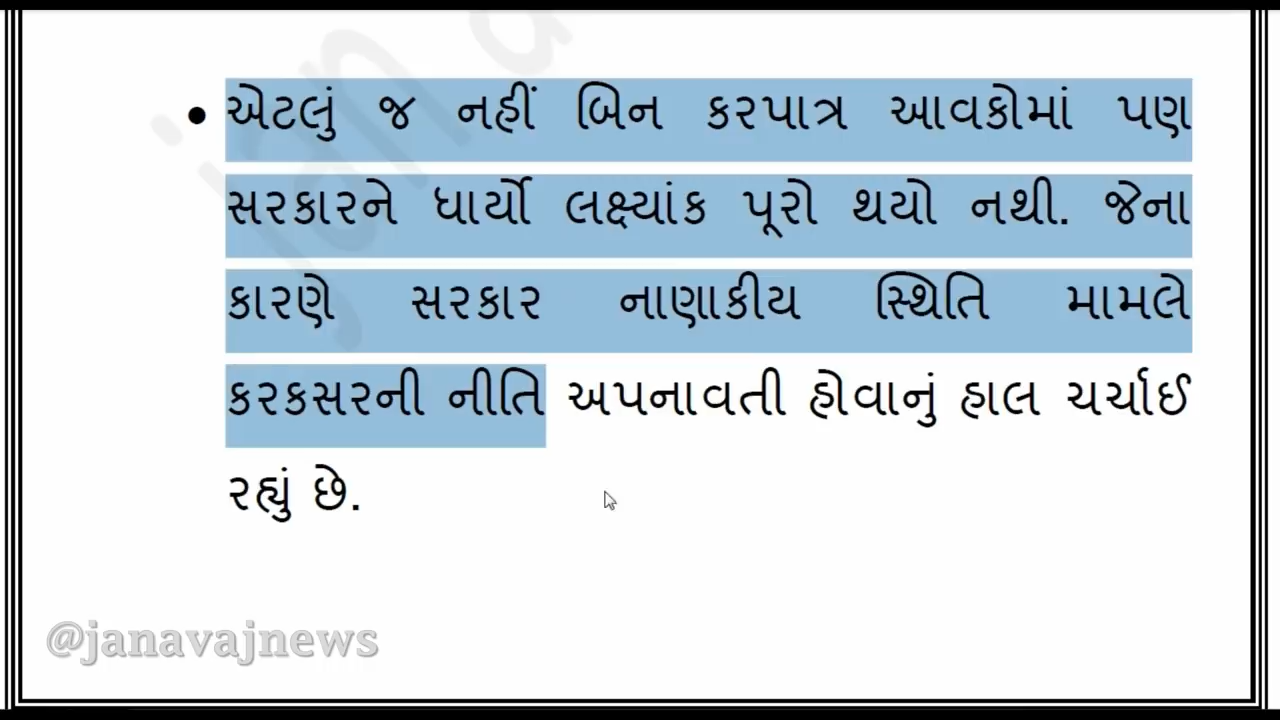 • એટલું જ નહીં બિન કરપાત્ર આવકોમાં પણ
સરકારને ધાર્યો લક્ષ્યાંક પૂરો થયો નથી. જેના
કારણે સરકાર નાણાકીય સ્થિતિ મામલે
કરકસરની નીતિ અપનાવતી હોવાનું હાલ ચર્ચાઈ
રહ્યું છે.
@janavajnews